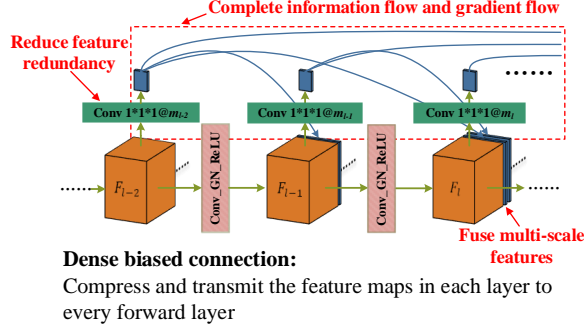 Complete information flow and gradient flow
Reduce feature
redundancy
Conv 1*1*1@m_{l-2}
Conv 1*1*1@m_{l-1}
Conv 1*1*1@m_l
......
F_{l-2}
Conv_GN_ReLU
F_{l-1}
Conv_GN_ReLU
F_l
Fuse multi-scale
features
Dense biased connection:
Compress and transmit the feature maps in each layer to
every forward layer